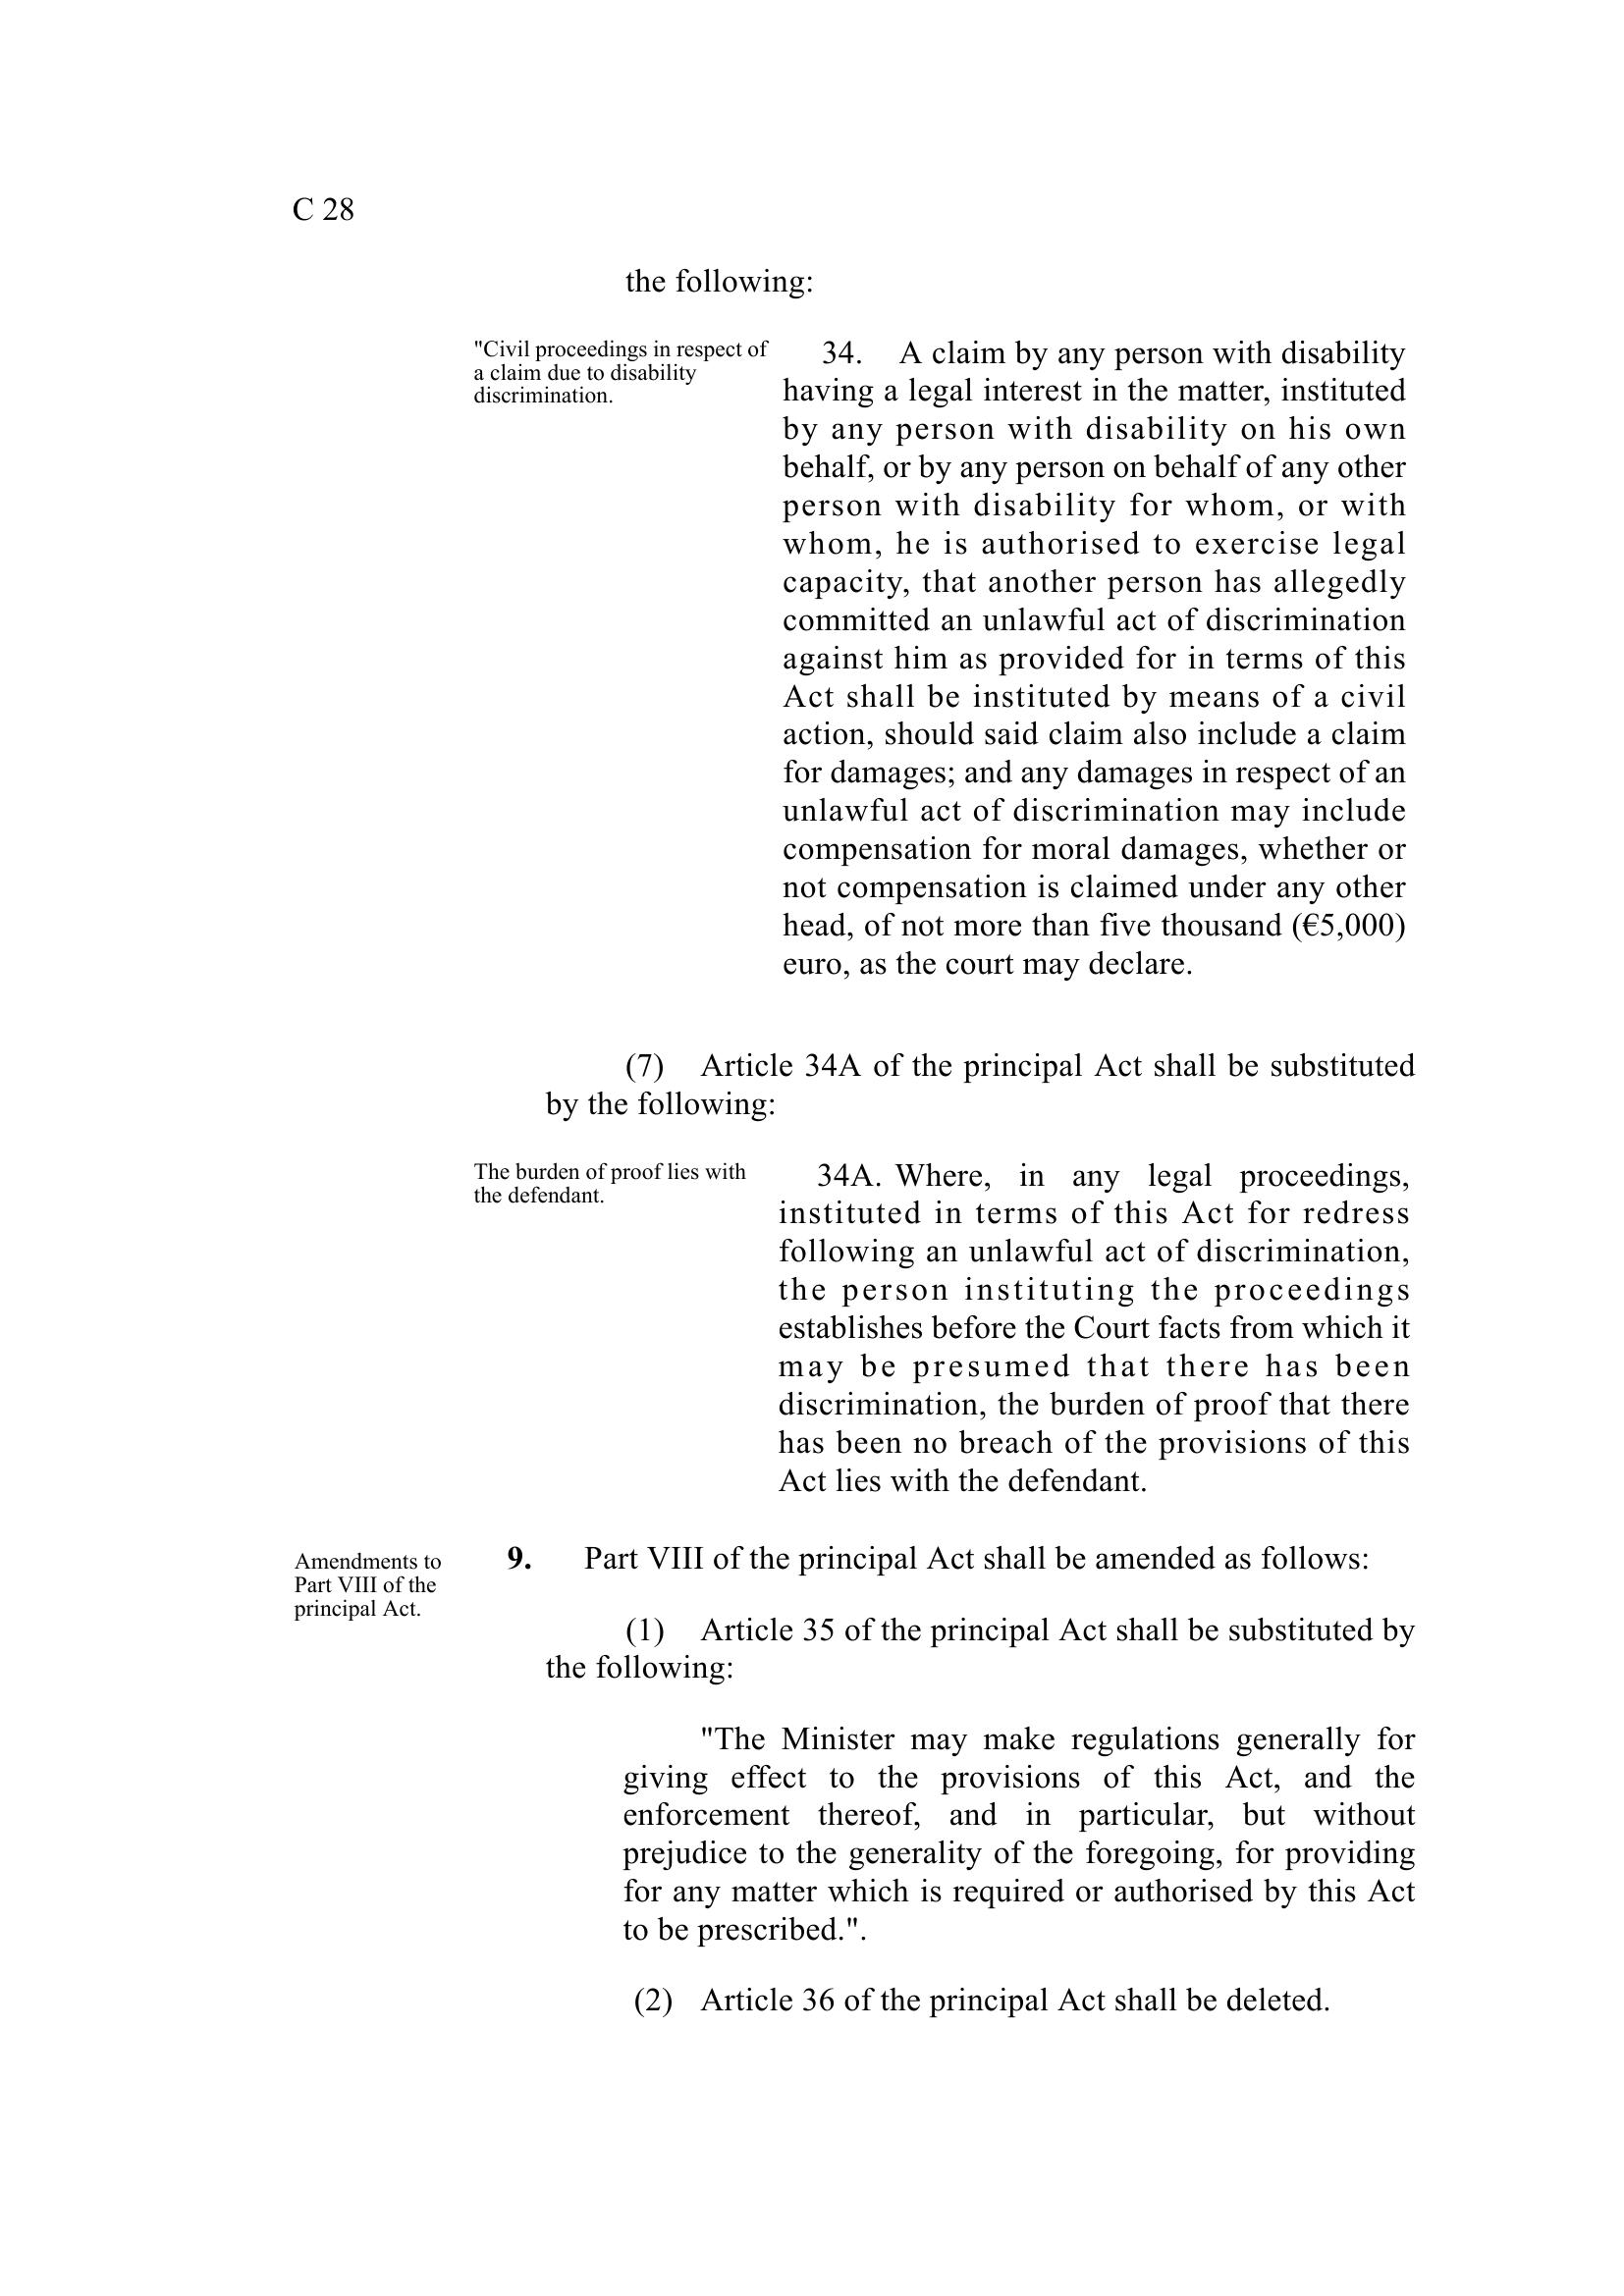 C 28
the following:
"Civil proceedings in respect of
a claim due to disability
discrimination.
34. A claim by any person with disability
having a legal interest in the matter, instituted
by any person with disability on his own
behalf, or by any person on behalf of any other
person with disability for whom, or with
whom, he is authorised to exercise legal
capacity, that another person has allegedly
committed an unlawful act of discrimination
against him as provided for in terms of this
Act shall be instituted by means of a civil
action, should said claim also include a claim
for damages; and any damages in respect of an
unlawful act of discrimination may include
compensation for moral damages, whether or
not compensation is claimed under any other
head, of not more than five thousand (€5,000)
euro, as the court may declare.
(7) Article 34A of the principal Act shall be substituted
by the following:
The burden of proof lies with
the defendant.
34A. Where, in any legal proceedings,
instituted in terms of this Act for redress
following an unlawful act of discrimination,
the person instituting the proceedings
establishes before the Court facts from which it
may be presumed that there has been
discrimination, the burden of proof that there
has been no breach of the provisions of this
Act lies with the defendant.
Amendments to
Part VIII of the
principal Act.
9. Part VIII of the principal Act shall be amended as follows:
(1) Article 35 of the principal Act shall be substituted by
the following:
"The Minister may make regulations generally for
giving effect to the provisions of this Act, and the
enforcement thereof, and in particular, but without
prejudice to the generality of the foregoing, for providing
for any matter which is required or authorised by this Act
to be prescribed.".
(2) Article 36 of the principal Act shall be deleted.